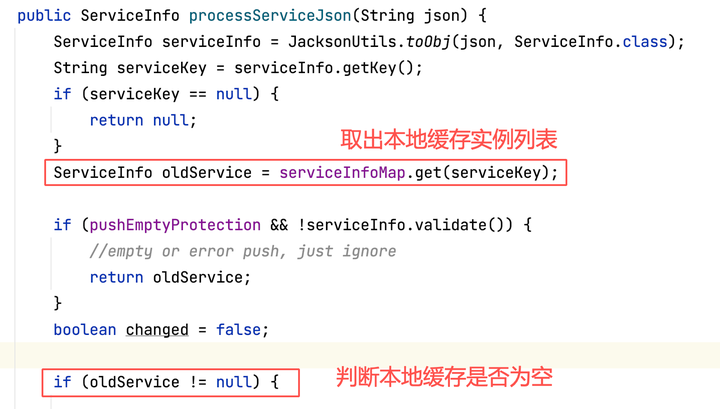 public ServiceInfo processServiceJson(String json) {
ServiceInfo serviceInfo = JacksonUtils.toObj(json, ServiceInfo.class);
String serviceKey = serviceInfo.getKey();
if (serviceKey == null) {
return null;
}
取出本地缓存实例列表
ServiceInfo oldService = serviceInfoMap.get(serviceKey);
if (pushEmptyProtection && !serviceInfo.validate()) {
//empty or error push, just ignore
return oldService;
}
boolean changed = false;
if (oldService != null) {
判断本地缓存是否为空